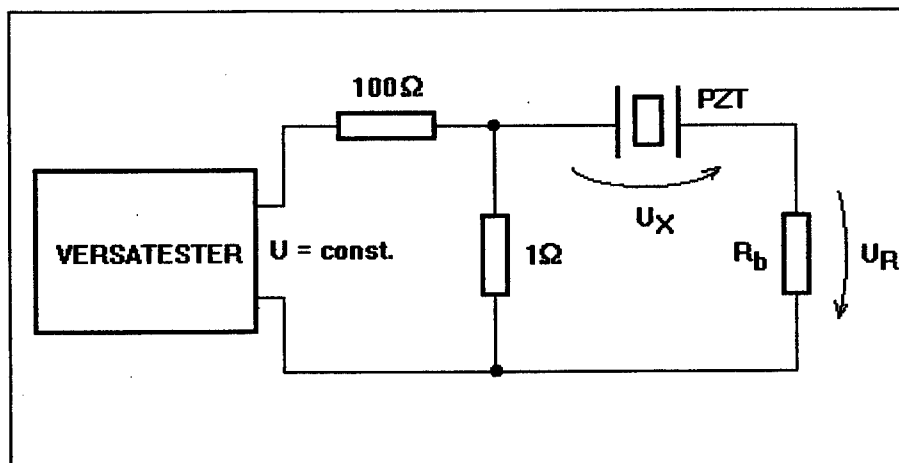 100Ω
PZT
U_X
VERSATESTER
U = const.
1Ω
R_b
U_R